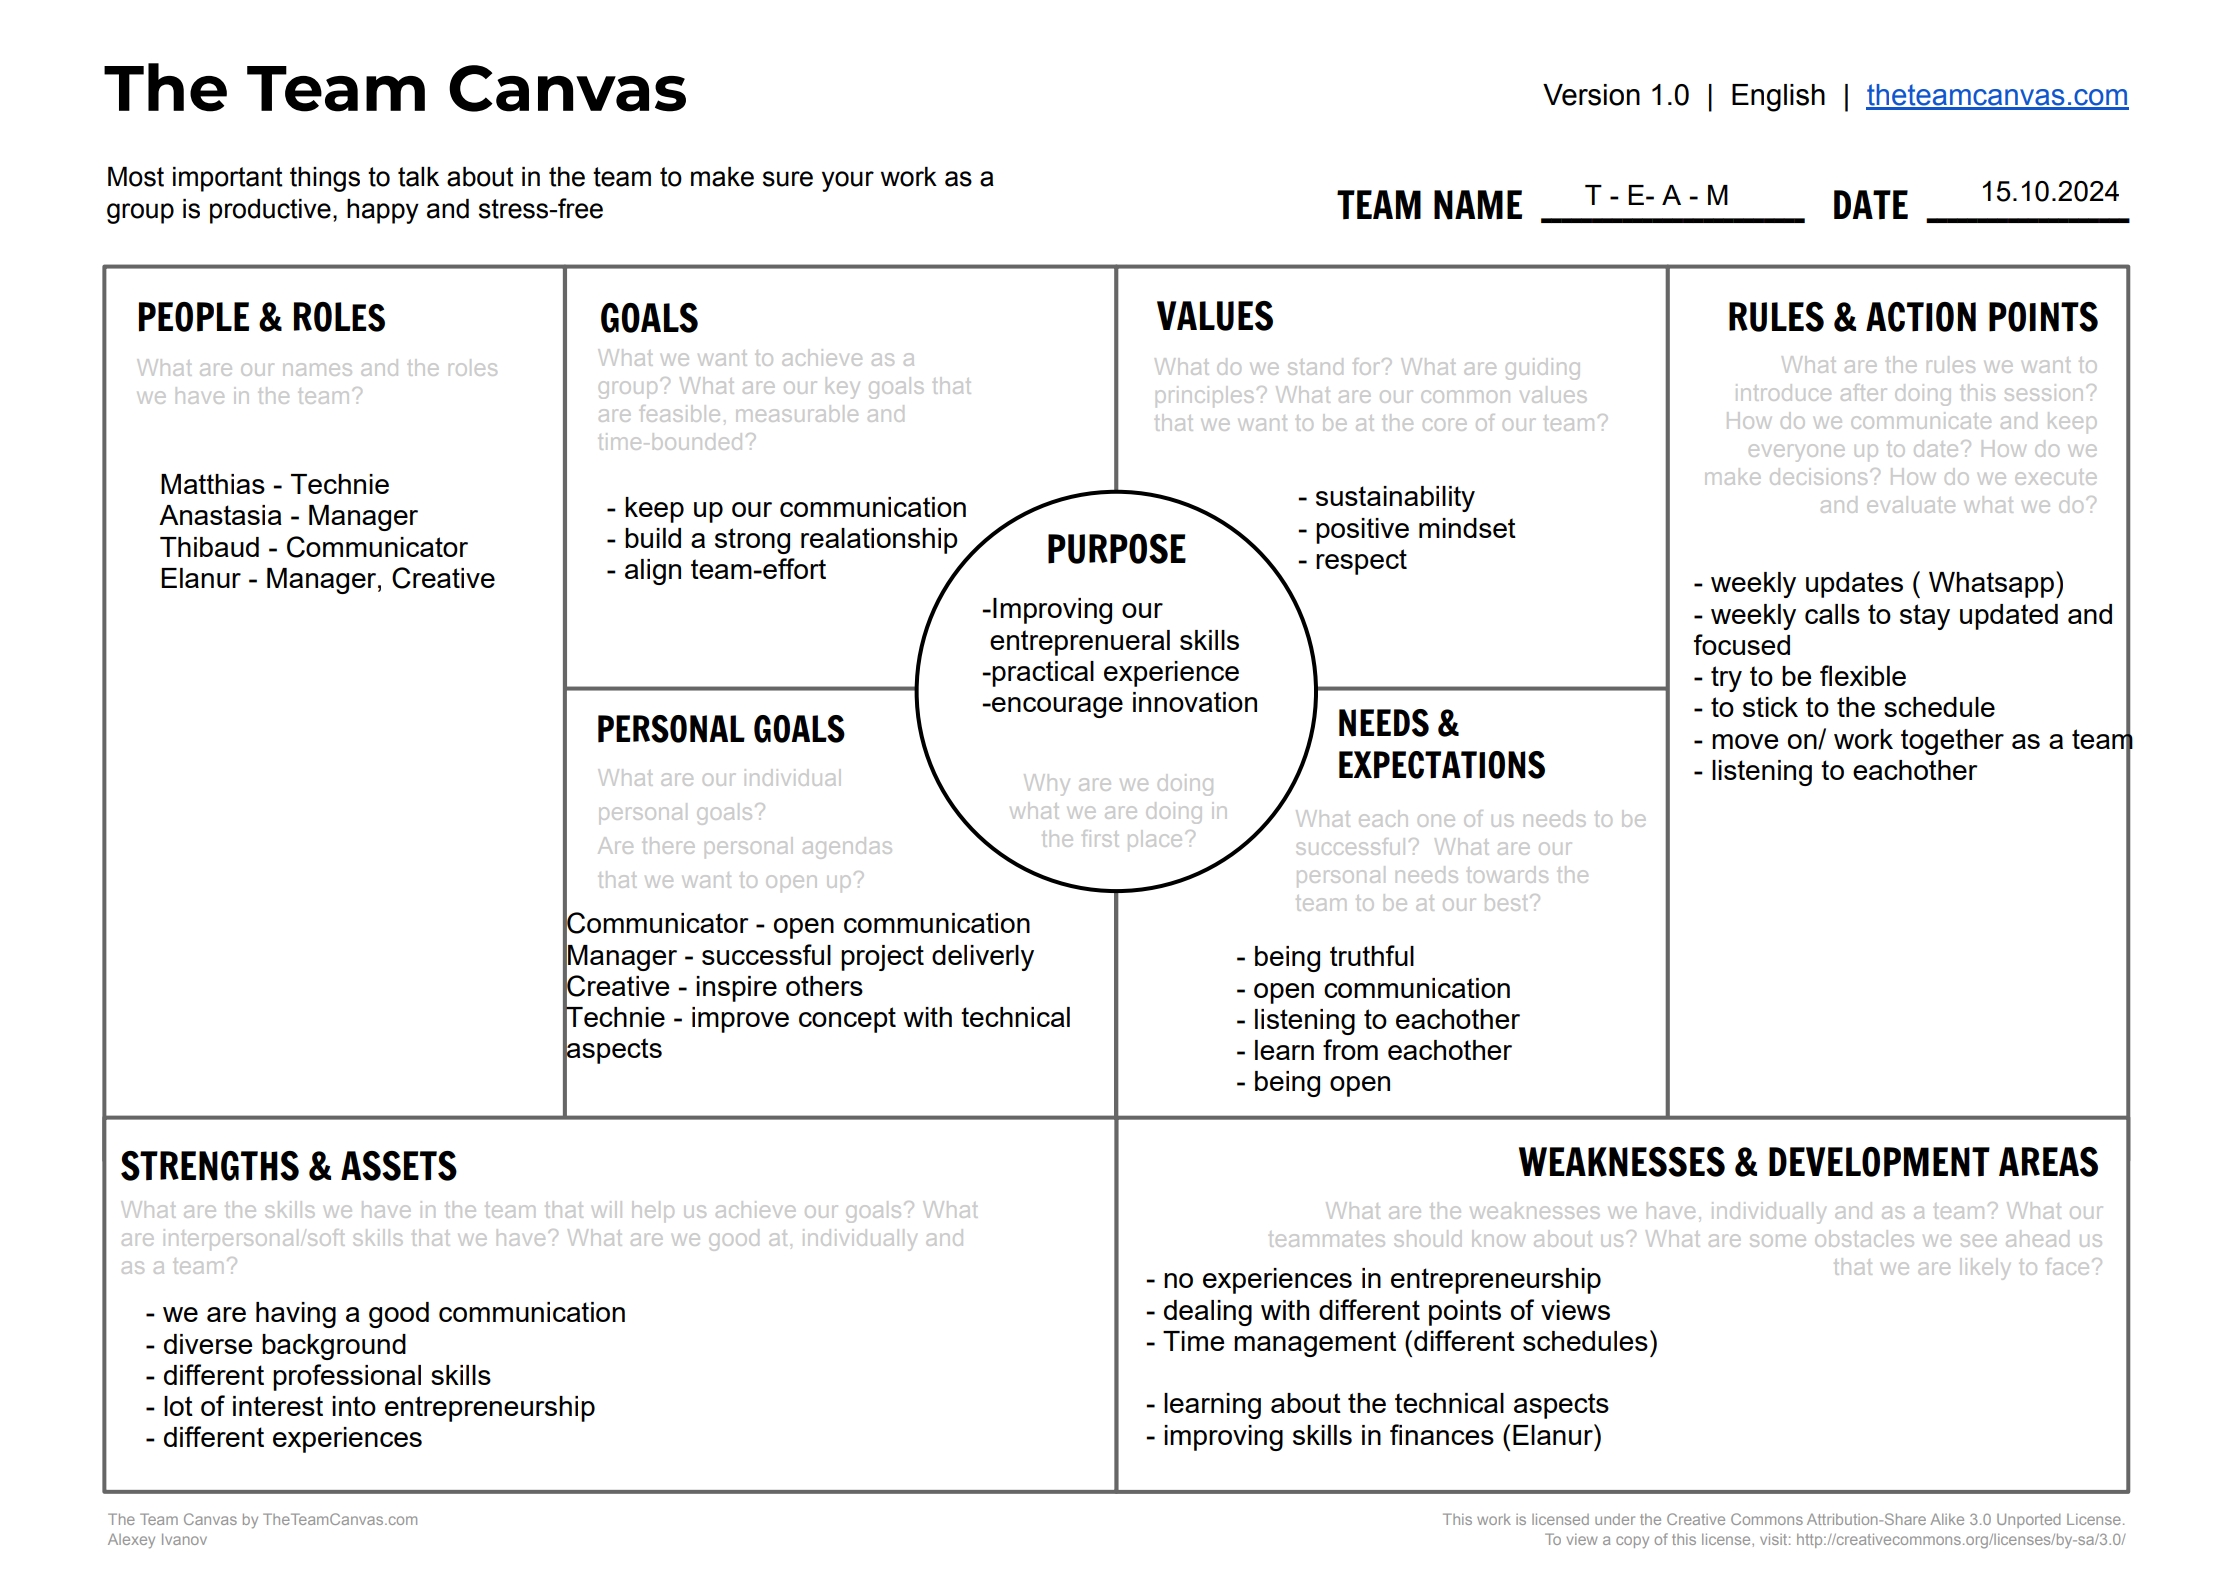 The Team Canvas
Version 1.0 | English | theteamcanvas.com
Most important things to talk about in the team to make sure your work as a
group is productive, happy and stress-free
TEAM NAME T - E- A - M DATE 15.10.2024
PEOPLE & ROLES
What are our names and the roles
we have in the team?
Matthias - Technie
Anastasia - Manager
Thibaud - Communicator
Elanur - Manager, Creative
GOALS
What we want to achieve as a
group? What are our key goals that
are feasible, measurable and
time-bounded?
- keep up our communication
- build a strong realationship
- align team-effort
PERSONAL GOALS
What are our individual
personal goals?
Are there personal agendas
that we want to open up?
Communicator - open communication
Manager - successful project deliverly
Creative - inspire others
Technie - improve concept with technical
aspects
PURPOSE
-Improving our
entreprenueral skills
-practical experience
-encourage innovation
Why are we doing
what we are doing in
the first place?
VALUES
What do we stand for? What are guiding
principles? What are our common values
that we want to be at the core of our team?
- sustainability
- positive mindset
- respect
NEEDS &
EXPECTATIONS
What each one of us needs to be
successful? What are our
personal needs towards the
team to be at our best?
- being truthful
- open communication
- listening to eachother
- learn from eachother
- being open
RULES & ACTION POINTS
What are the rules we want to
introduce after doing this session?
How do we communicate and keep
everyone up to date? How do we
make decisions? How do we execute
and evaluate what we do?
- weekly updates ( Whatsapp)
- weekly calls to stay updated and
focused
- try to be flexible
- to stick to the schedule
- move on/ work together as a team
- listening to eachother
STRENGTHS & ASSETS
What are the skills we have in the team that will help us achieve our goals? What
are interpersonal/soft skills that we have? What are we good at, individually and
as a team?
- we are having a good communication
- diverse background
- different professional skills
- lot of interest into entrepreneurship
- different experiences
WEAKNESSES & DEVELOPMENT AREAS
What are the weaknesses we have, individually and as a team? What our
teammates should know about us? What are some obstacles we see ahead us
that we are likely to face?
- no experiences in entrepreneurship
- dealing with different points of views
- Time management (different schedules)
- learning about the technical aspects
- improving skills in finances (Elanur)
The Team Canvas by TheTeamCanvas.com
Alexey Ivanov
This work is licensed under the Creative Commons Attribution-Share Alike 3.0 Unported License.
To view a copy of this license, visit: http://creativecommons.org/licenses/by-sa/3.0/